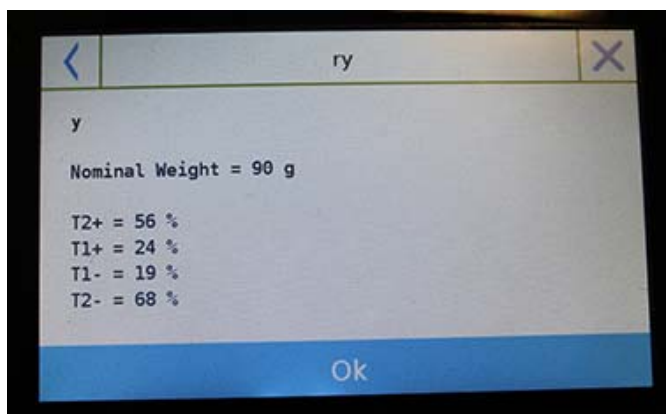 ry
y
Nominal Weight = 90 g
T2+ = 56 %
T1+ = 24 %
T1- = 19 %
T2- = 68 %
Ok